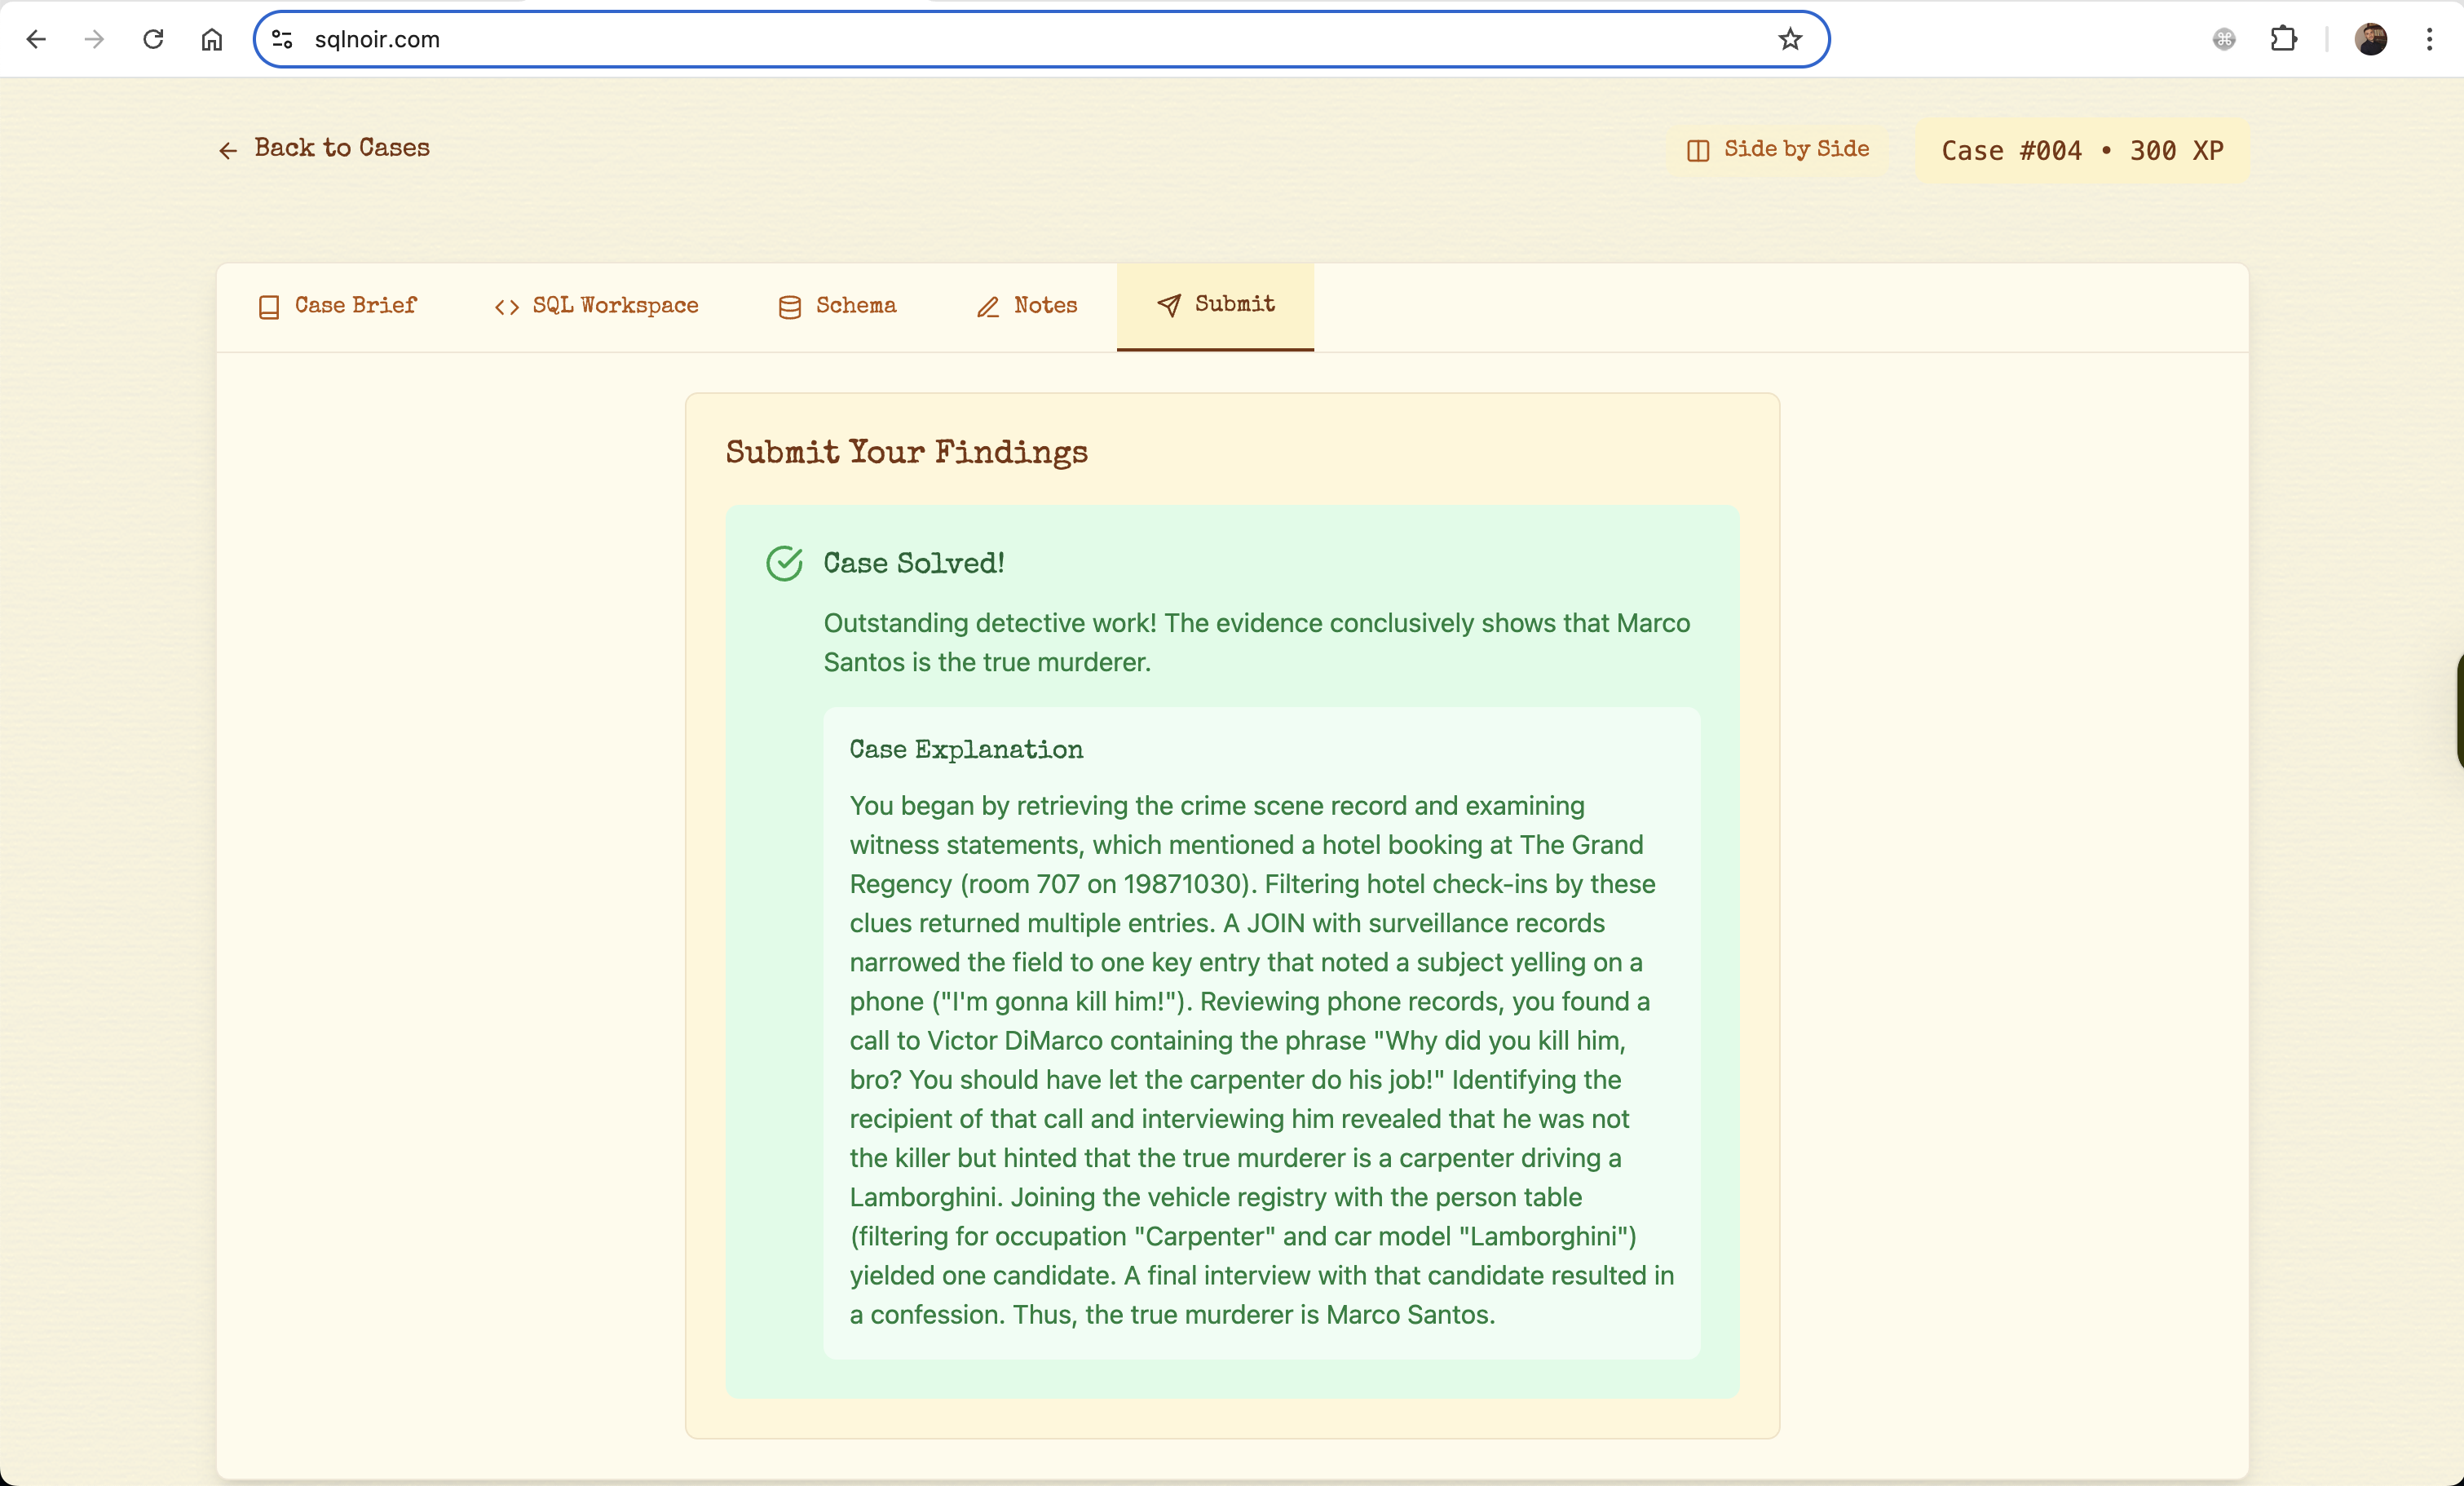 sqlnoir.com
Back to Cases
Side by Side
Case #004 • 300 XP
Case Brief
SQL Workspace
Schema
Notes
Submit
Submit Your Findings
Case Solved!
Outstanding detective work! The evidence conclusively shows that Marco
Santos is the true murderer.
Case Explanation
You began by retrieving the crime scene record and examining
witness statements, which mentioned a hotel booking at The Grand
Regency (room 707 on 19871030). Filtering hotel check-ins by these
clues returned multiple entries. A JOIN with surveillance records
narrowed the field to one key entry that noted a subject yelling on a
phone ("I'm gonna kill him!"). Reviewing phone records, you found a
call to Victor DiMarco containing the phrase "Why did you kill him,
bro? You should have let the carpenter do his job!" Identifying the
recipient of that call and interviewing him revealed that he was not
the killer but hinted that the true murderer is a carpenter driving a
Lamborghini. Joining the vehicle registry with the person table
(filtering for occupation "Carpenter" and car model "Lamborghini")
yielded one candidate. A final interview with that candidate resulted in
a confession. Thus, the true murderer is Marco Santos.